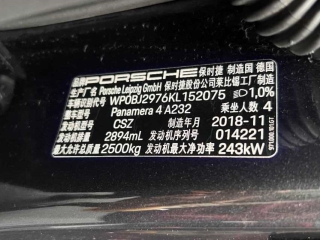 品牌 PORSCHE 保时捷 制造国 德国
生产厂名 Porsche Leipzig GmbH 保时捷股份公司莱比锡工厂制造
车辆识别代号 WP0BJ2976KL152075 1,0%
整车型号 Panamera 4 A232 乘坐人数 4
发动机型号 CSZ 制造年月 2018-11
发动机排量 2894mL 发动机序列号 014221
最大允许总质量 2500kg 发动机最大净功率 243kW